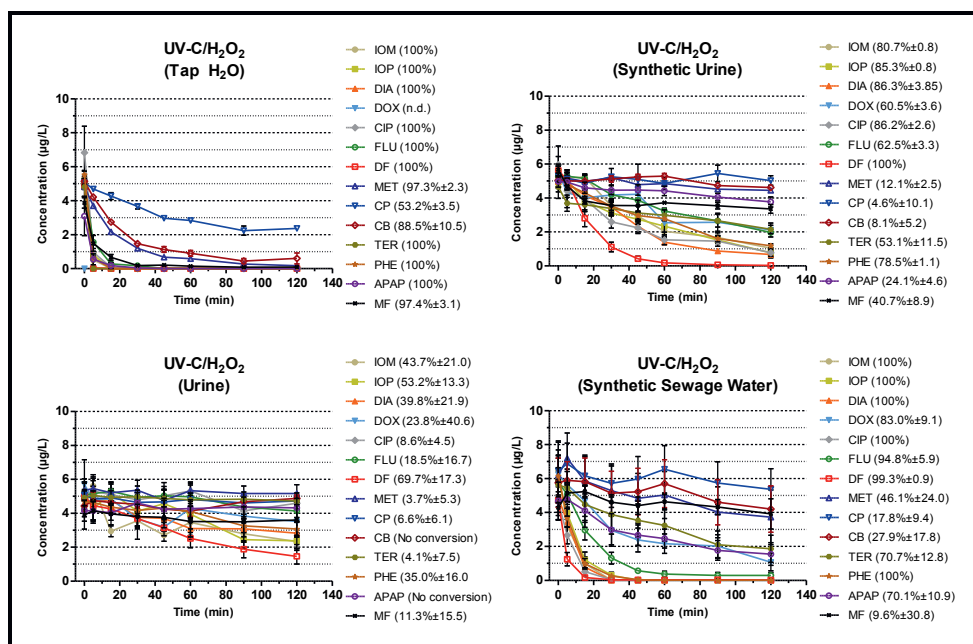 UV-C/H₂O₂
(Tap H₂O)
Concentration (µg/L)
10
8
6
4
2
0
0 20 40 60 80 100 120 140
Time (min)
IOM (100%)
IOP (100%)
DIA (100%)
DOX (n.d.)
CIP (100%)
FLU (100%)
DF (100%)
MET (97.3%±2.3)
CP (53.2%±3.5)
CB (88.5%±10.5)
TER (100%)
PHE (100%)
APAP (100%)
MF (97.4%±3.1)
UV-C/H₂O₂
(Synthetic Urine)
Concentration (µg/L)
10
8
6
4
2
0
0 20 40 60 80 100 120 140
Time (min)
IOM (80.7%±0.8)
IOP (85.3%±0.8)
DIA (86.3%±3.85)
DOX (60.5%±3.6)
CIP (86.2%±2.6)
FLU (62.5%±3.3)
DF (100%)
MET (12.1%±2.5)
CP (4.6%±10.1)
CB (8.1%±5.2)
TER (53.1%±11.5)
PHE (78.5%±1.1)
APAP (24.1%±4.6)
MF (40.7%±8.9)
UV-C/H₂O₂
(Urine)
Concentration (µg/L)
10
8
6
4
2
0
0 20 40 60 80 100 120 140
Time (min)
IOM (43.7%±21.0)
IOP (53.2%±13.3)
DIA (39.8%±21.9)
DOX (23.8%±40.6)
CIP (8.6%±4.5)
FLU (18.5%±16.7)
DF (69.7%±17.3)
MET (3.7%±5.3)
CP (6.6%±6.1)
CB (No conversion)
TER (4.1%±7.5)
PHE (35.0%±16.0
APAP (No conversion)
MF (11.3%±15.5)
UV-C/H₂O₂
(Synthetic Sewage Water)
Concentration (µg/L)
10
8
6
4
2
0
0 20 40 60 80 100 120 140
Time (min)
IOM (100%)
IOP (100%)
DIA (100%)
DOX (83.0%±9.1)
CIP (100%)
FLU (94.8%±5.9)
DF (99.3%±0.9)
MET (46.1%±24.0)
CP (17.8%±9.4)
CB (27.9%±17.8)
TER (70.7%±12.8)
PHE (100%)
APAP (70.1%±10.9)
MF (9.6%±30.8)